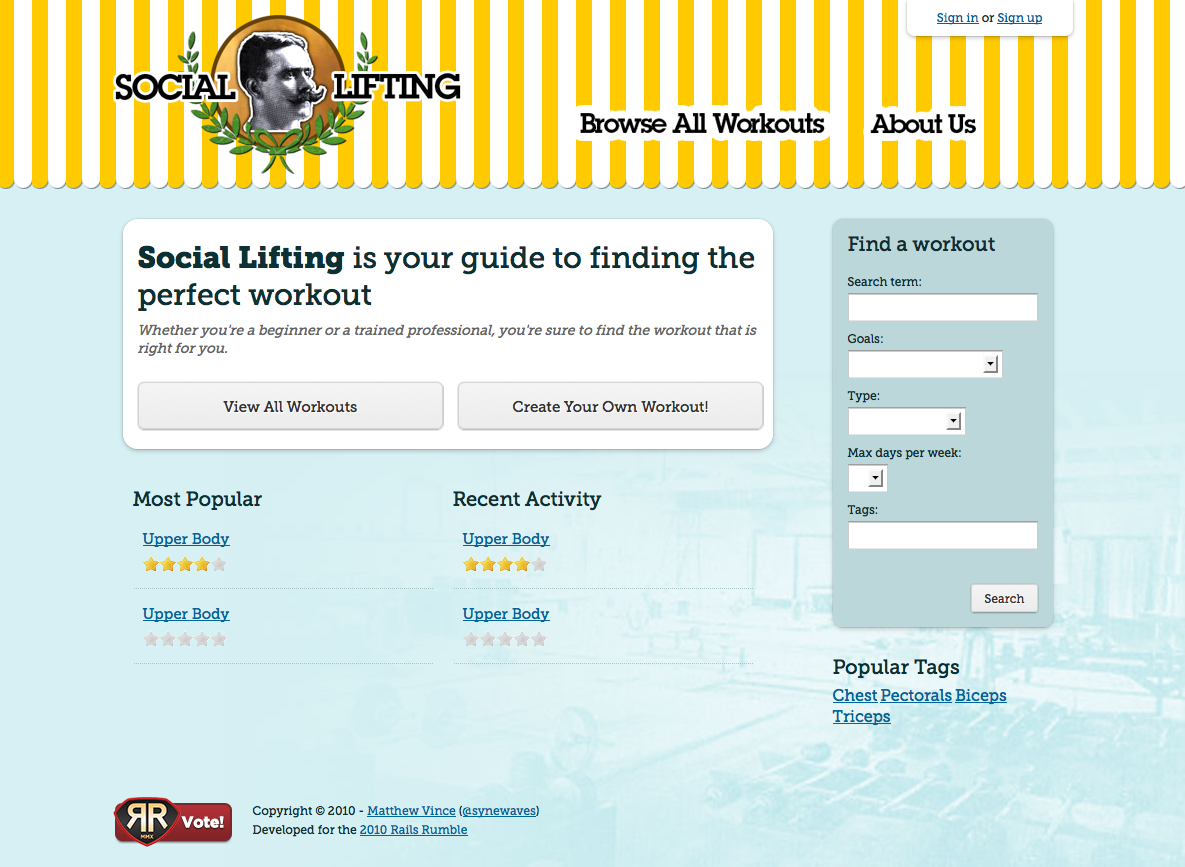 Sign in or Sign up
SOCIAL LIFTING
Browse All Workouts
About Us
Social Lifting is your guide to finding the
perfect workout
Whether you're a beginner or a trained professional, you're sure to find the workout that is
right for you.
View All Workouts
Create Your Own Workout!
Most Popular
Upper Body
Upper Body
Recent Activity
Upper Body
Upper Body
Find a workout
Search term:
Goals:
Type:
Max days per week:
Tags:
Search
Popular Tags
Chest Pectorals Biceps
Triceps
RR
MMX
Vote!
Copyright © 2010 - Matthew Vince (@synewaves)
Developed for the 2010 Rails Rumble